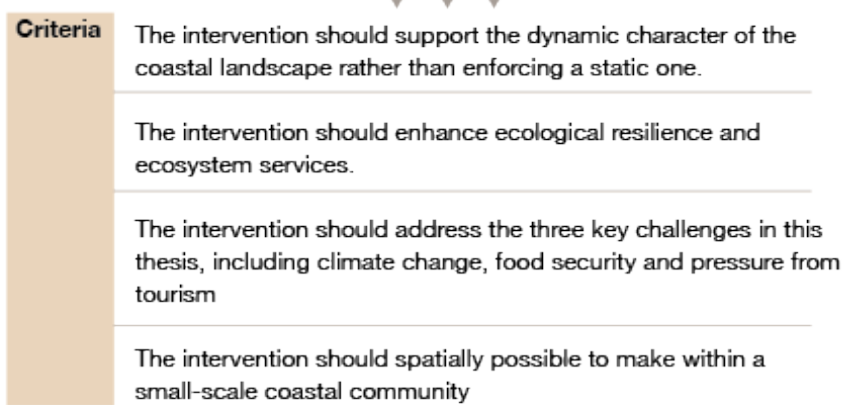 Criteria
The intervention should support the dynamic character of the
coastal landscape rather than enforcing a static one.
The intervention should enhance ecological resilience and
ecosystem services.
The intervention should address the three key challenges in this
thesis, including climate change, food security and pressure from
tourism
The intervention should spatially possible to make within a
small-scale coastal community